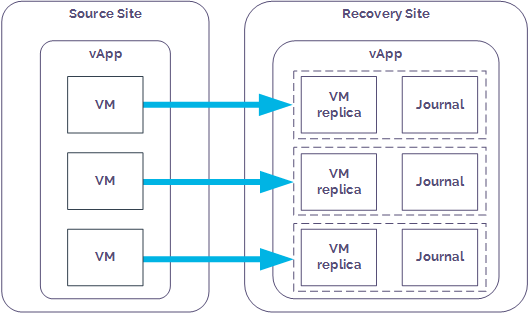 Source Site
Recovery Site
vApp
vApp
VM
VM
replica
Journal
VM
VM
replica
Journal
VM
VM
replica
Journal